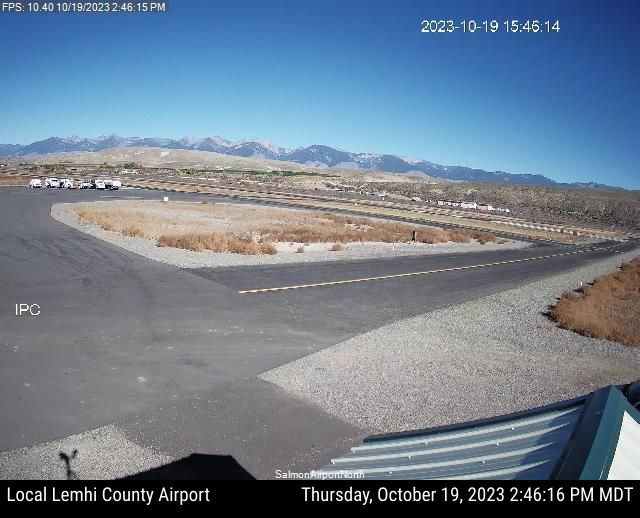 FPS: 10.40 10/19/2023 2:46:15 PM
2023-10-19 15:46:14
IPC
SalmonAirportNorth
Local Lemhi County Airport Thursday, October 19, 2023 2:46:16 PM MDT